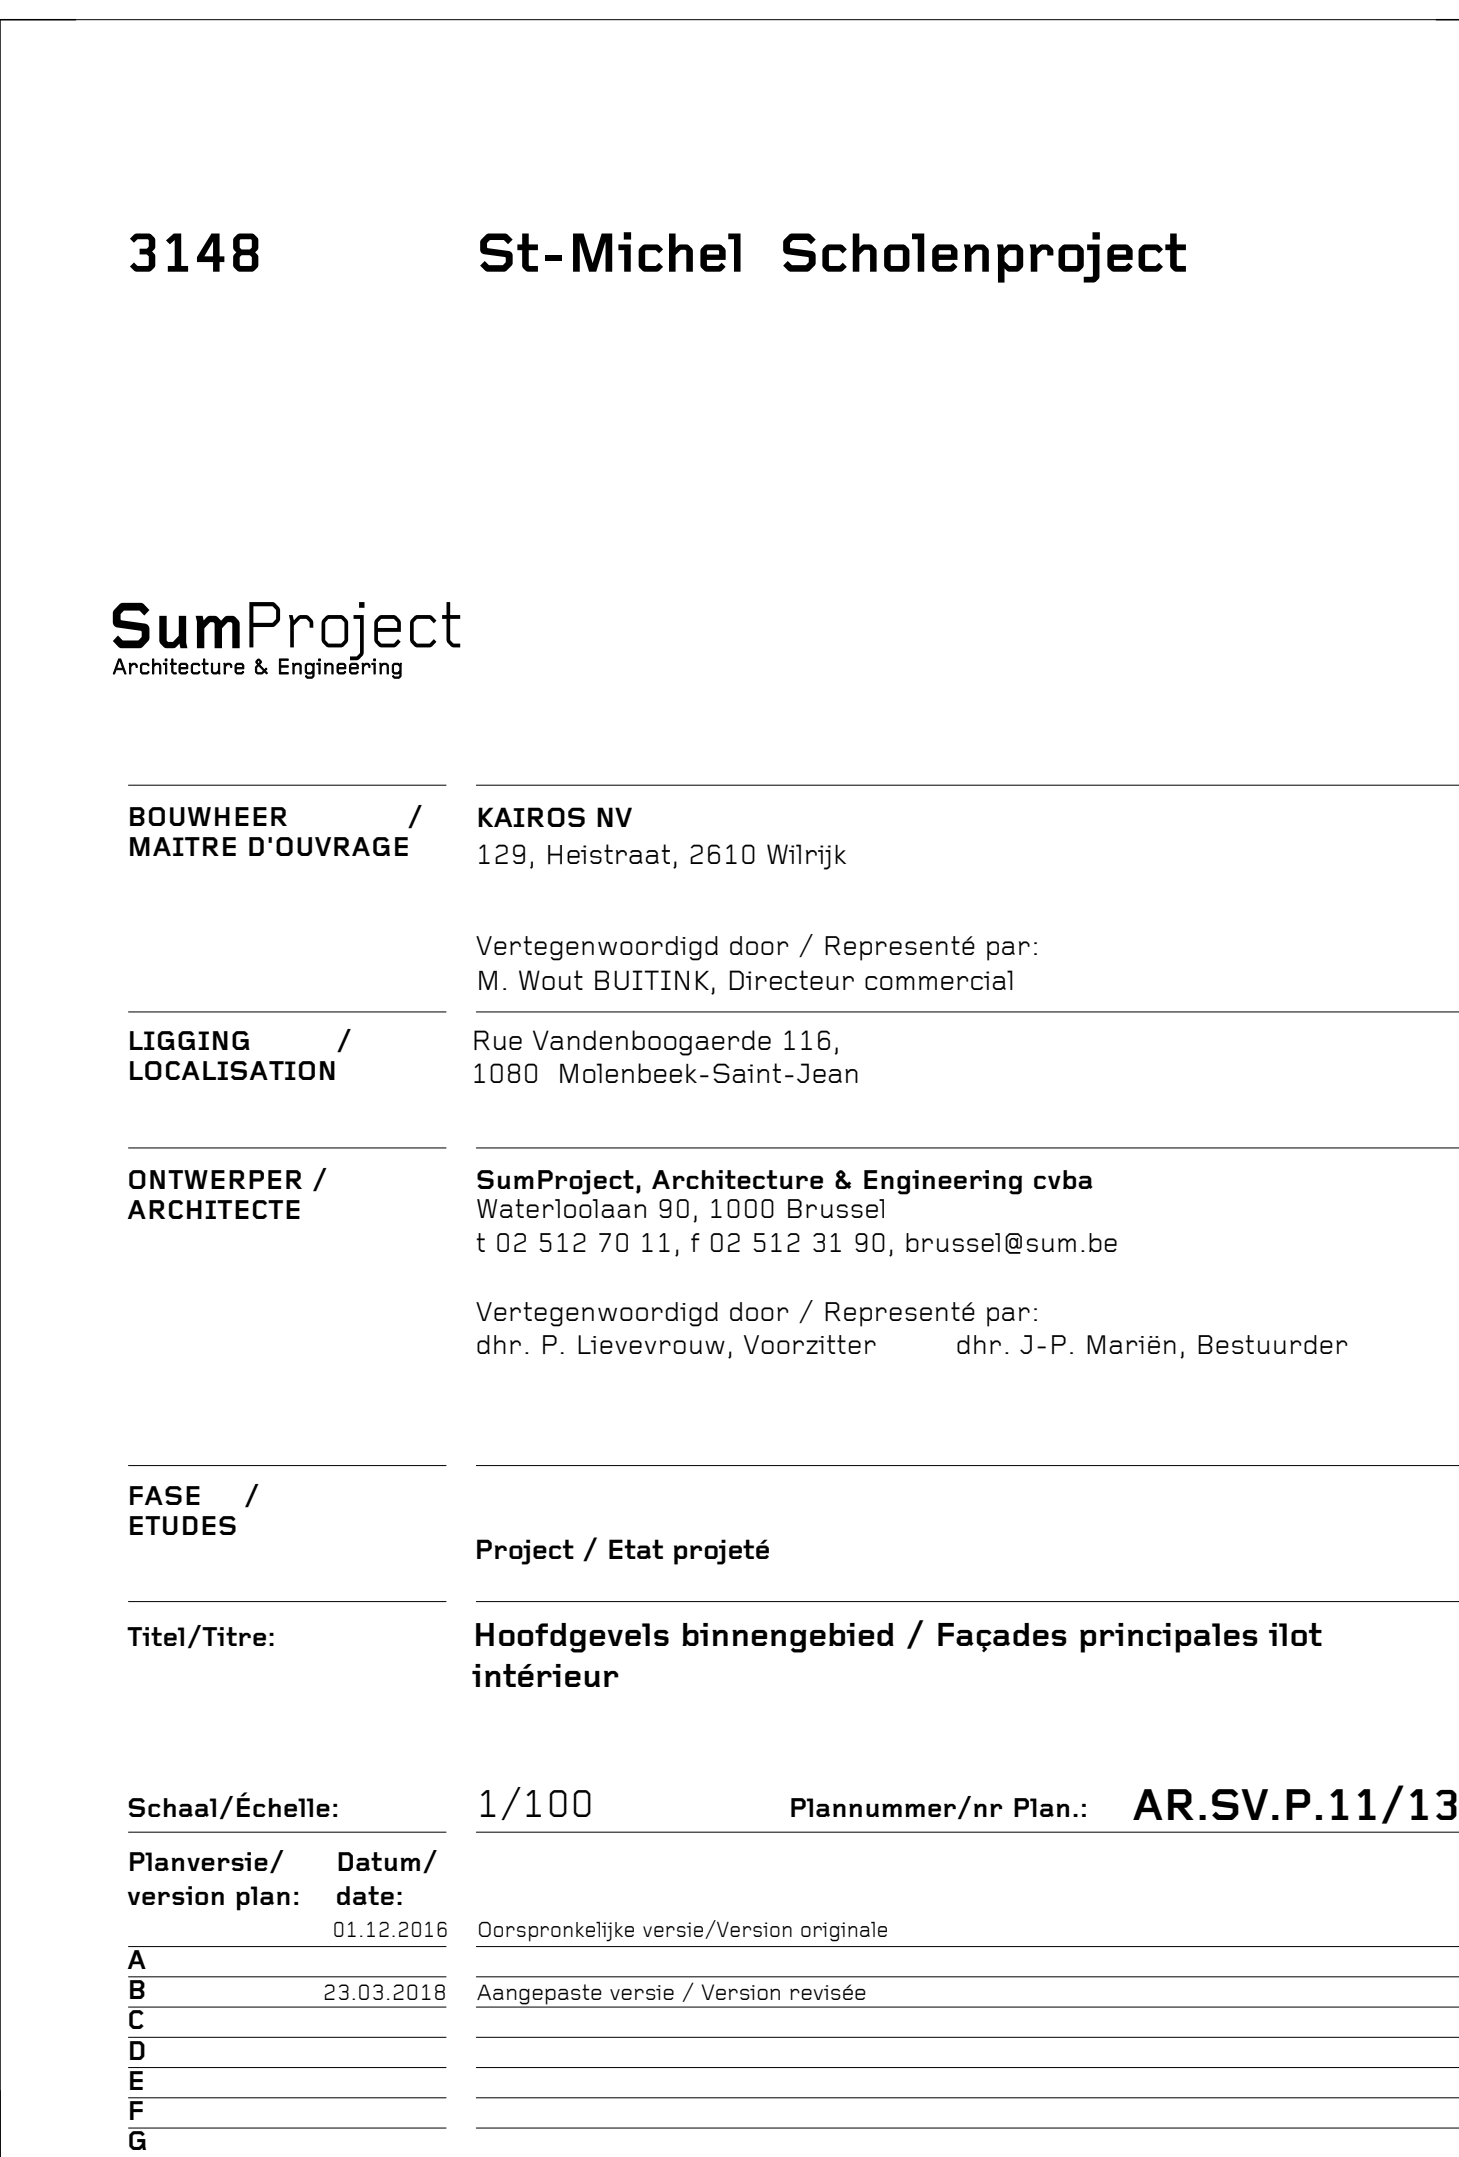 3148 St-Michel Scholenproject
SumProject
Architecture & Engineering
BOUWHEER / KAIROS NV
MAITRE D'OUVRAGE 129, Heistraat, 2610 Wilrijk
Vertegenwoordigd door / Representé par:
M. Wout BUITINK, Directeur commercial
LIGGING / Rue Vandenboogaerde 116,
LOCALISATION 1080 Molenbeek-Saint-Jean
ONTWERPER / SumProject, Architecture & Engineering cvba
ARCHITECTE Waterloolaan 90, 1000 Brussel
t 02 512 70 11, f 02 512 31 90, brussel@sum.be
Vertegenwoordigd door / Representé par:
dhr. P. Lievevrouw, Voorzitter dhr. J-P. Mariën, Bestuurder
FASE /
ETUDES
Project / Etat projeté
Titel/Titre: Hoofdgevels binnengebied / Façades principales ilot
intérieur
Schaal/Échelle: 1/100 Plannummer/nr Plan.: AR.SV.P.11/13
Planversie/ Datum/
version plan: date:
01.12.2016 Oorspronkelijke versie/Version originale
A
B 23.03.2018 Aangepaste versie / Version revisée
C
D
E
F
G